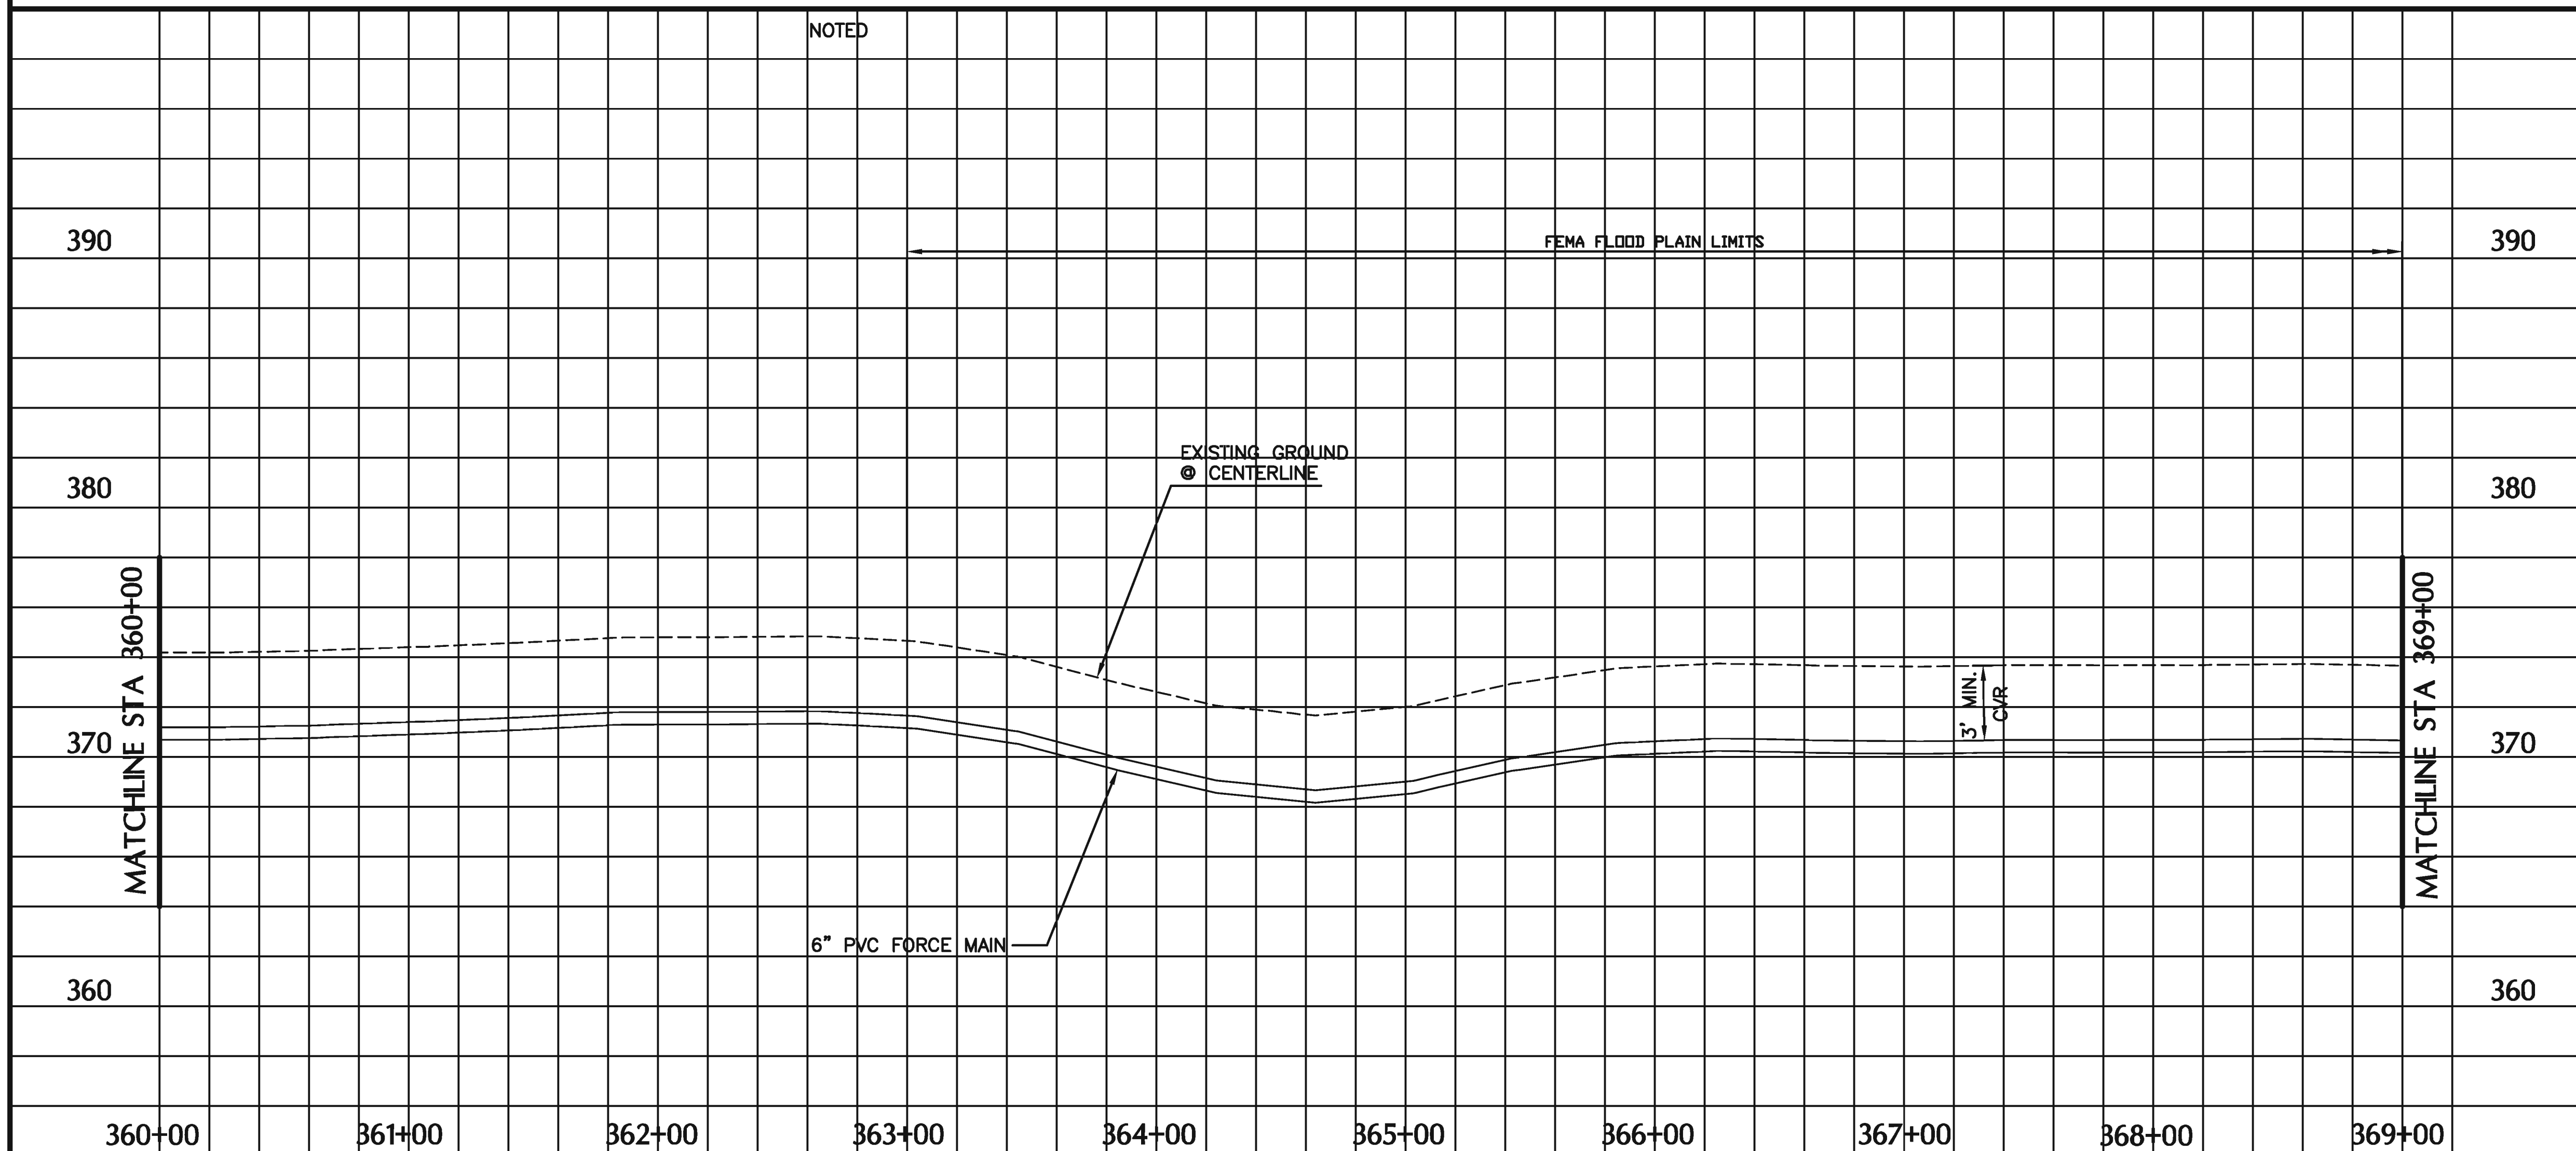 NOTED
390
FEMA FLOOD PLAIN LIMITS
390
EXISTING GROUND
@ CENTERLINE
380
380
MATCHLINE STA 360+00
3' MIN.
CVR
MATCHLINE STA 369+00
370
370
6" PVC FORCE MAIN
360
360
360+00 361+00 362+00 363+00 364+00 365+00 366+00 367+00 368+00 369+00